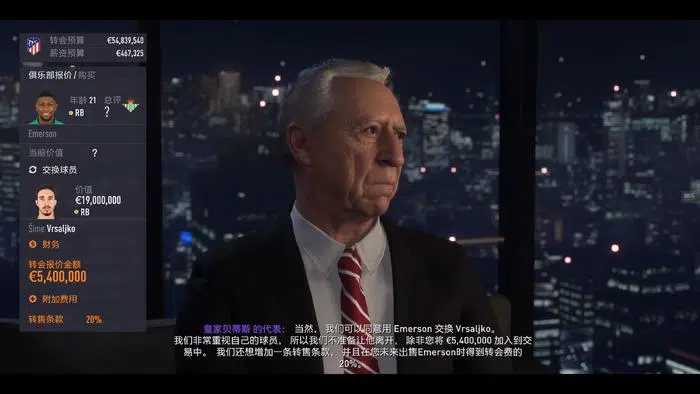 转会预算 €54,839,540
薪资预算 €467,325
俱乐部报价 / 购买
年龄 21 总评
RB ?
Emerson
当前价值 ?
交换球员
价值
€19,000,000
RB
Šime Vrsaljko
财务
转会报价金额
€5,400,000
附加费用
转售条款 20%
皇家贝蒂斯 的代表： 当然， 我们可以同意用 Emerson 交换 Vrsaljko。
我们非常重视自己的球员， 所以我们不准备让他离开， 除非您将 €5,400,000 加入到交
易中。 我们还想增加一条转售条款， 并且在您未来出售Emerson时得到转会费的
20%。